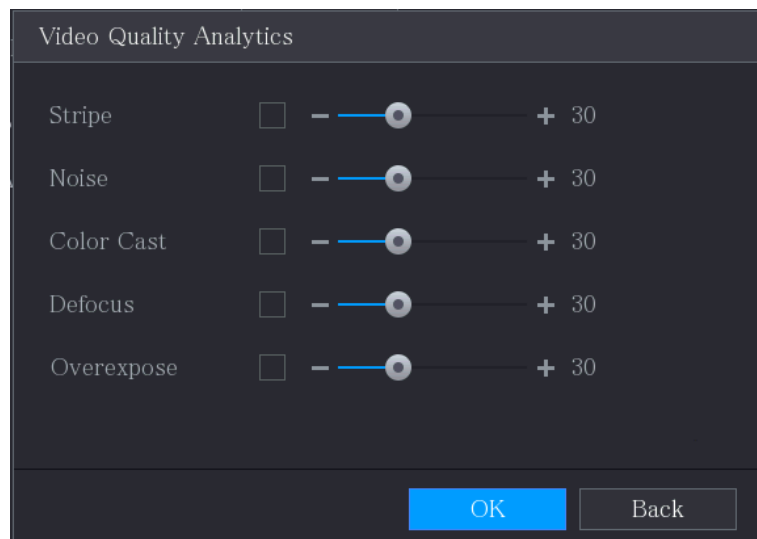 Video Quality Analytics
Stripe 30
Noise 30
Color Cast 30
Defocus 30
Overexpose 30
OK Back